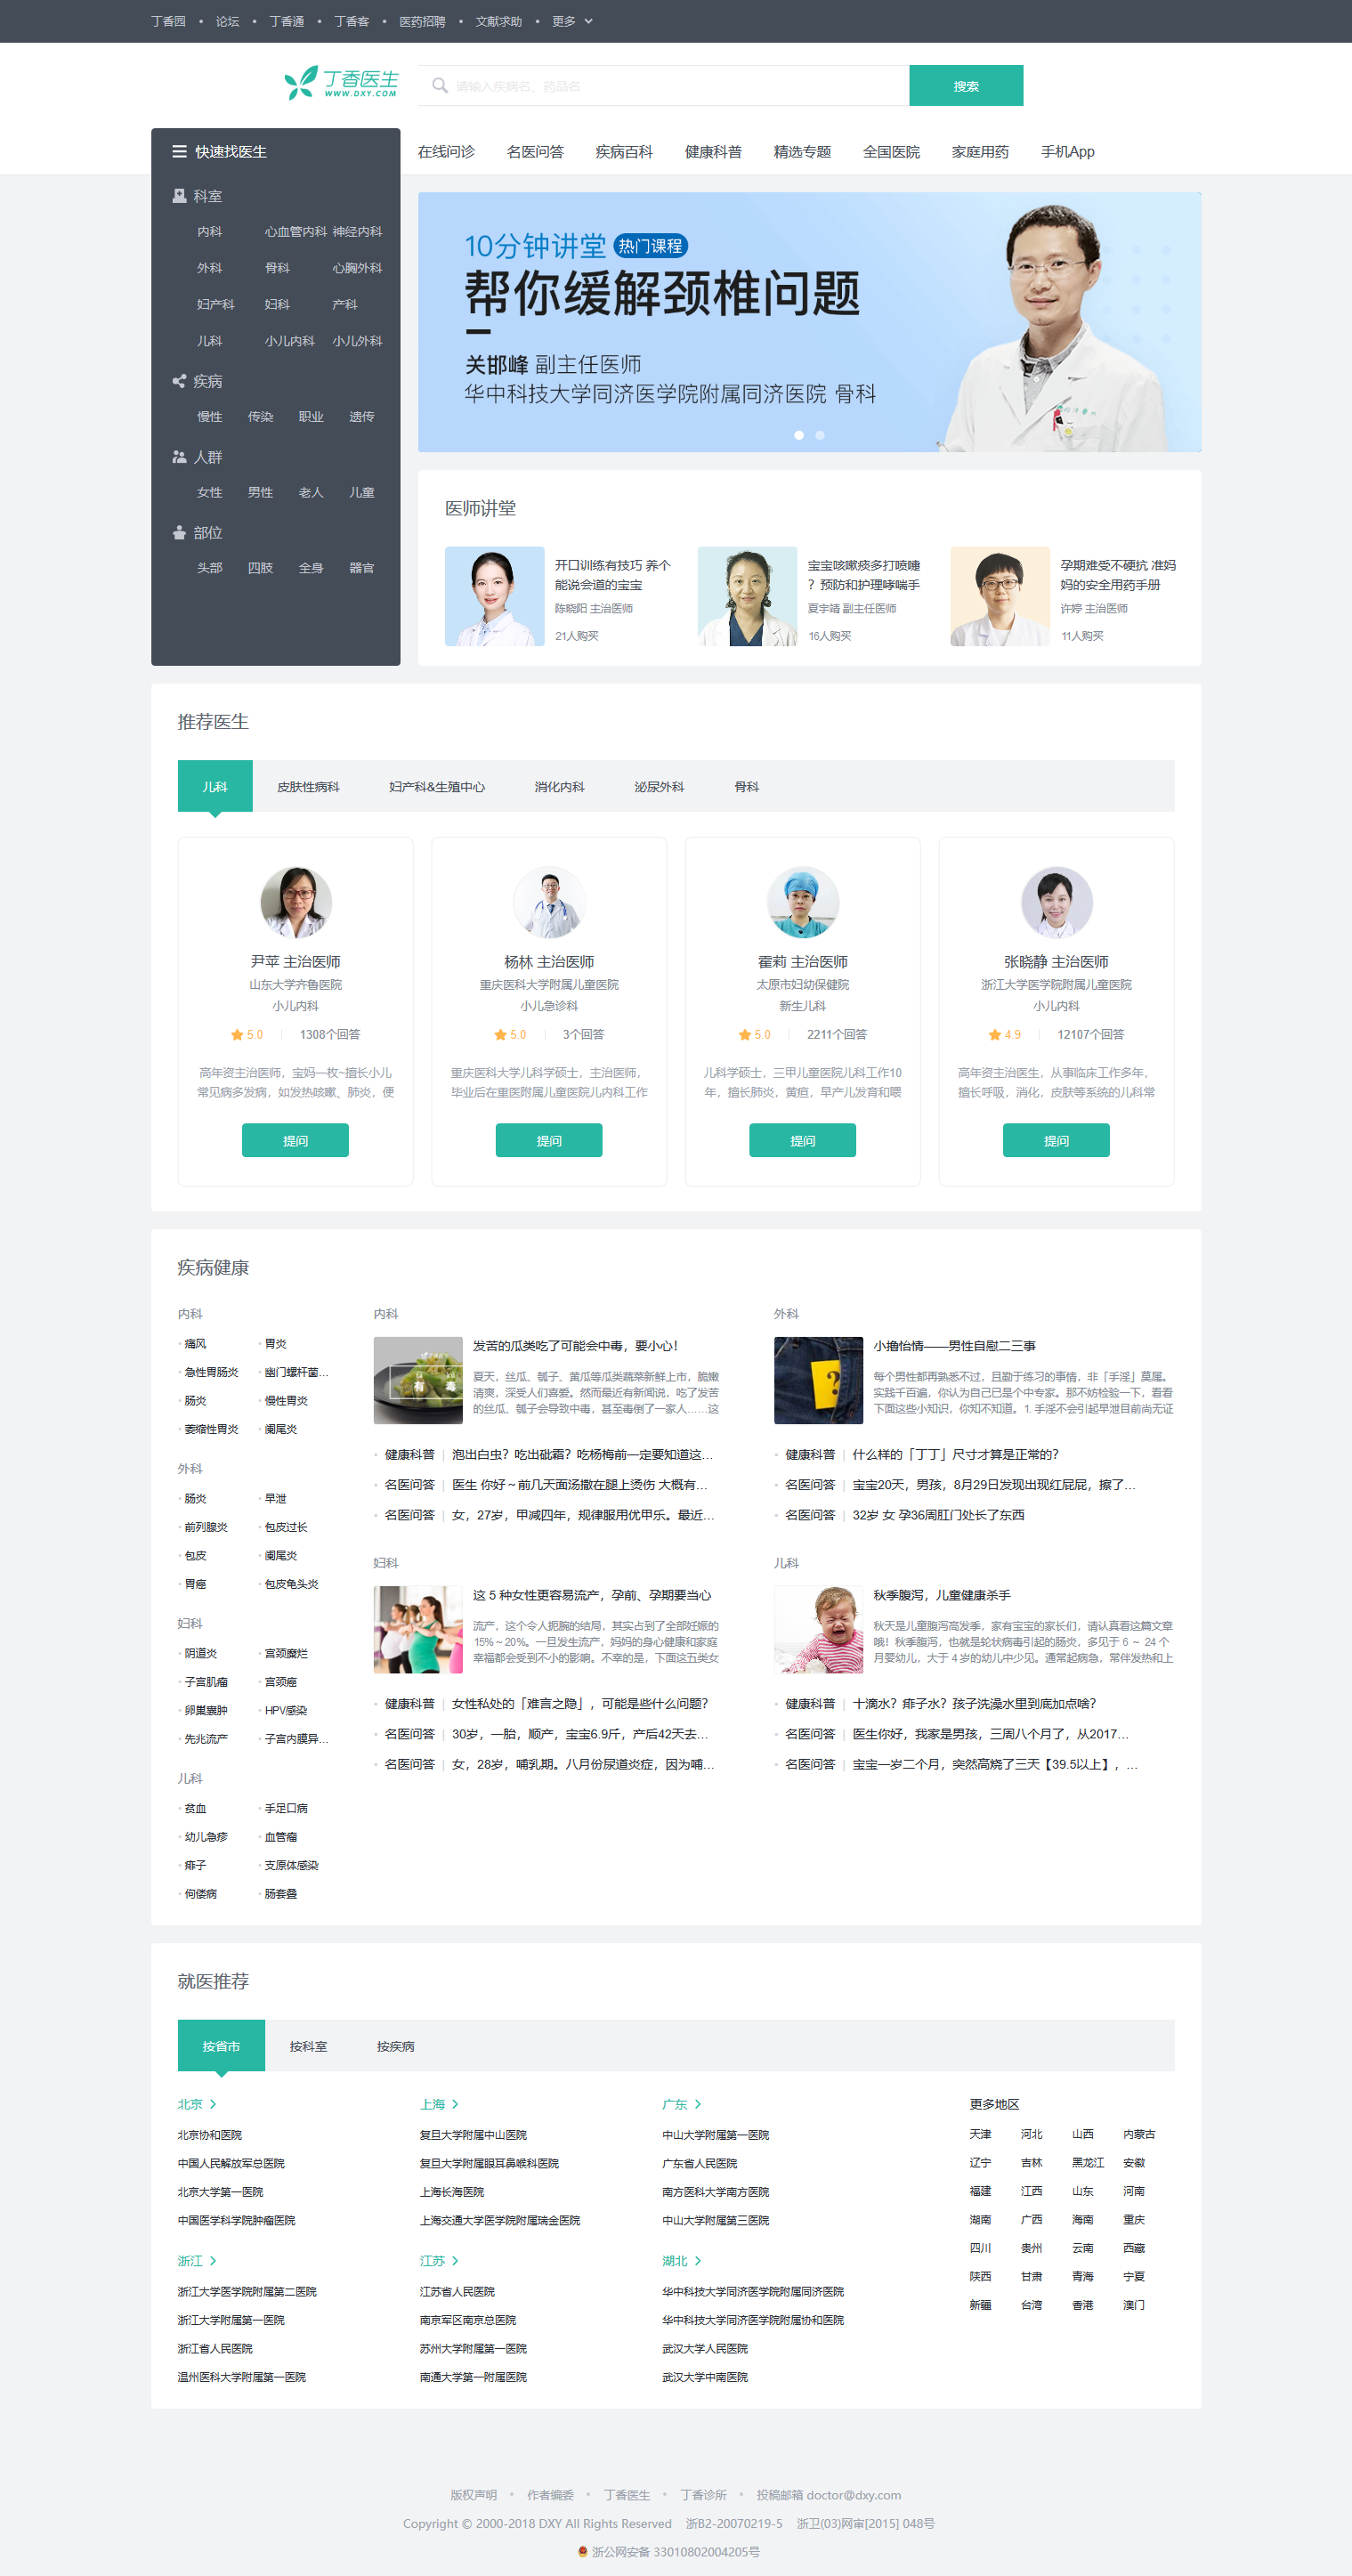 丁香园 • 论坛 • 丁香通 • 丁香客 • 医药招聘 • 文献求助 • 更多
丁香医生
WWW.DXY.COM
请输入疾病名、药品名
搜索
快速找医生
在线问诊 名医问答 疾病百科 健康科普 精选专题 全国医院 家庭用药 手机App
科室
内科 心血管内科 神经内科
外科 骨科 心胸外科
妇产科 妇科 产科
儿科 小儿内科 小儿外科
疾病
慢性 传染 职业 遗传
人群
女性 男性 老人 儿童
部位
头部 四肢 全身 器官
10分钟讲堂 热门课程
帮你缓解颈椎问题
关邯峰 副主任医师
华中科技大学同济医学院附属同济医院 骨科
医师讲堂
开口训练有技巧 养个
能说会道的宝宝
陈晓阳 主治医师
21人购买
宝宝咳嗽痰多打喷嚏
？预防和护理哮喘手
夏宇靖 副主任医师
16人购买
孕期难受不硬抗 准妈
妈的安全用药手册
许婷 主治医师
11人购买
推荐医生
儿科 皮肤性病科 妇产科&生殖中心 消化内科 泌尿外科 骨科
尹苹 主治医师
山东大学齐鲁医院
小儿内科
5.0 | 1308个回答
高年资主治医师，宝妈一枚~擅长小儿
常见病多发病，如发热咳嗽、肺炎，便
提问
杨林 主治医师
重庆医科大学附属儿童医院
小儿急诊科
5.0 | 3个回答
重庆医科大学儿科学硕士，主治医师，
毕业后在重医附属儿童医院儿内科工作
提问
霍莉 主治医师
太原市妇幼保健院
新生儿科
5.0 | 2211个回答
儿科学硕士，三甲儿童医院儿科工作10
年，擅长肺炎，黄疸，早产儿发育和喂
提问
张晓静 主治医师
浙江大学医学院附属儿童医院
小儿内科
4.9 | 12107个回答
高年资主治医生，从事临床工作多年，
擅长呼吸，消化，皮肤等系统的儿科常
提问
疾病健康
内科
• 痛风 • 胃炎
• 急性胃肠炎 • 幽门螺杆菌...
• 肠炎 • 慢性胃炎
• 萎缩性胃炎 • 阑尾炎
外科
• 肠炎 • 早泄
• 前列腺炎 • 包皮过长
• 包皮 • 阑尾炎
• 胃癌 • 包皮龟头炎
妇科
• 阴道炎 • 宫颈糜烂
• 子宫肌瘤 • 宫颈癌
• 卵巢囊肿 • HPV感染
• 先兆流产 • 子宫内膜异...
儿科
• 贫血 • 手足口病
• 幼儿急疹 • 血管瘤
• 痱子 • 支原体感染
• 佝偻病 • 肠套叠
内科
有 毒
发苦的瓜类吃了可能会中毒，要小心！
夏天，丝瓜、瓠子、黄瓜等瓜类蔬菜新鲜上市，脆嫩
清爽，深受人们喜爱。然而最近有新闻说，吃了发苦
的丝瓜、瓠子会导致中毒，甚至毒倒了一家人……这
• 健康科普 | 泡出白虫？吃出砒霜？吃杨梅前一定要知道这...
• 名医问答 | 医生 你好～前几天面汤撒在腿上烫伤 大概有...
• 名医问答 | 女，27岁，甲减四年，规律服用优甲乐。最近...
外科
?
小撸怡情——男性自慰二三事
每个男性都再熟悉不过，且勤于练习的事情，非「手淫」莫属。
实践千百遍，你认为自己已是个中专家。那不妨检验一下，看看
下面这些小知识，你知不知道。1. 手淫不会引起早泄目前尚无证
• 健康科普 | 什么样的「丁丁」尺寸才算是正常的？
• 名医问答 | 宝宝20天，男孩，8月29日发现出现红屁屁，擦了...
• 名医问答 | 32岁 女 孕36周肛门处长了东西
妇科
这 5 种女性更容易流产，孕前、孕期要当心
流产，这个令人扼腕的结局，其实占到了全部妊娠的
15%～20%。一旦发生流产，妈妈的身心健康和家庭
幸福都会受到不小的影响。不幸的是，下面这五类女
• 健康科普 | 女性私处的「难言之隐」，可能是些什么问题？
• 名医问答 | 30岁，一胎，顺产，宝宝6.9斤，产后42天去...
• 名医问答 | 女，28岁，哺乳期。八月份尿道炎症，因为哺...
儿科
秋季腹泻，儿童健康杀手
秋天是儿童腹泻高发季，家有宝宝的家长们，请认真看这篇文章
哦！秋季腹泻，也就是轮状病毒引起的肠炎，多见于 6 ～ 24 个
月婴幼儿，大于 4 岁的幼儿中少见。通常起病急，常伴发热和上
• 健康科普 | 十滴水？痱子水？孩子洗澡水里到底加点啥？
• 名医问答 | 医生你好，我家是男孩，三周八个月了，从2017...
• 名医问答 | 宝宝一岁二个月，突然高烧了三天【39.5以上】，...
就医推荐
按省市 按科室 按疾病
北京
北京协和医院
中国人民解放军总医院
北京大学第一医院
中国医学科学院肿瘤医院
上海
复旦大学附属中山医院
复旦大学附属眼耳鼻喉科医院
上海长海医院
上海交通大学医学院附属瑞金医院
广东
中山大学附属第一医院
广东省人民医院
南方医科大学南方医院
中山大学附属第三医院
浙江
浙江大学医学院附属第二医院
浙江大学附属第一医院
浙江省人民医院
温州医科大学附属第一医院
江苏
江苏省人民医院
南京军区南京总医院
苏州大学附属第一医院
南通大学第一附属医院
湖北
华中科技大学同济医学院附属同济医院
华中科技大学同济医学院附属协和医院
武汉大学人民医院
武汉大学中南医院
更多地区
天津 河北 山西 内蒙古
辽宁 吉林 黑龙江 安徽
福建 江西 山东 河南
湖南 广西 海南 重庆
四川 贵州 云南 西藏
陕西 甘肃 青海 宁夏
新疆 台湾 香港 澳门
版权声明 • 作者编委 • 丁香医生 • 丁香诊所 • 投稿邮箱 doctor@dxy.com
Copyright © 2000-2018 DXY All Rights Reserved 浙B2-20070219-5 浙卫(03)网审[2015] 048号
浙公网安备 33010802004205号